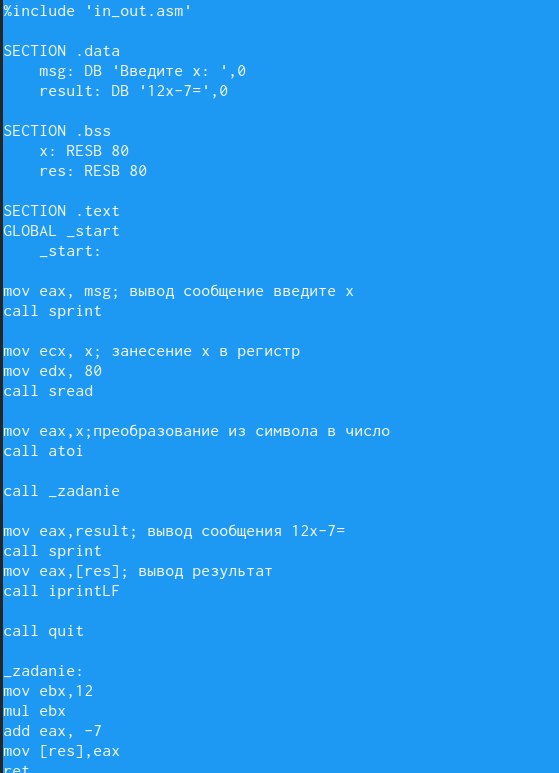 %include 'in_out.asm'
SECTION .data
msg: DB 'Введите x: ',0
result: DB '12x-7=',0
SECTION .bss
x: RESB 80
res: RESB 80
SECTION .text
GLOBAL _start
_start:
mov eax, msg; вывод сообщение введите x
call sprint
mov ecx, x; занесение x в регистр
mov edx, 80
call sread
mov eax,x;преобразование из символа в число
call atoi
call _zadanie
mov eax,result; вывод сообщения 12x-7=
call sprint
mov eax,[res]; вывод результат
call iprintLF
call quit
_zadanie:
mov ebx,12
mul ebx
add eax, -7
mov [res],eax
ret